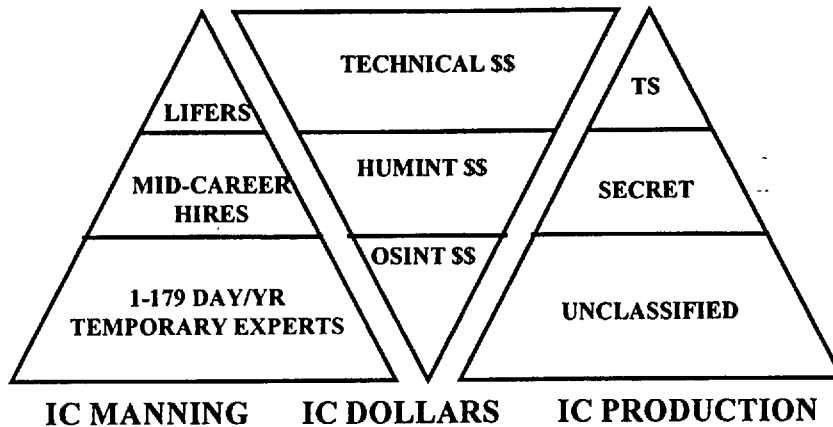 LIFERS
MID-CAREER
HIRES
1-179 DAY/YR
TEMPORARY EXPERTS
IC MANNING
TECHNICAL $$
HUMINT $$
OSINT $$
IC DOLLARS
TS
SECRET
UNCLASSIFIED
IC PRODUCTION